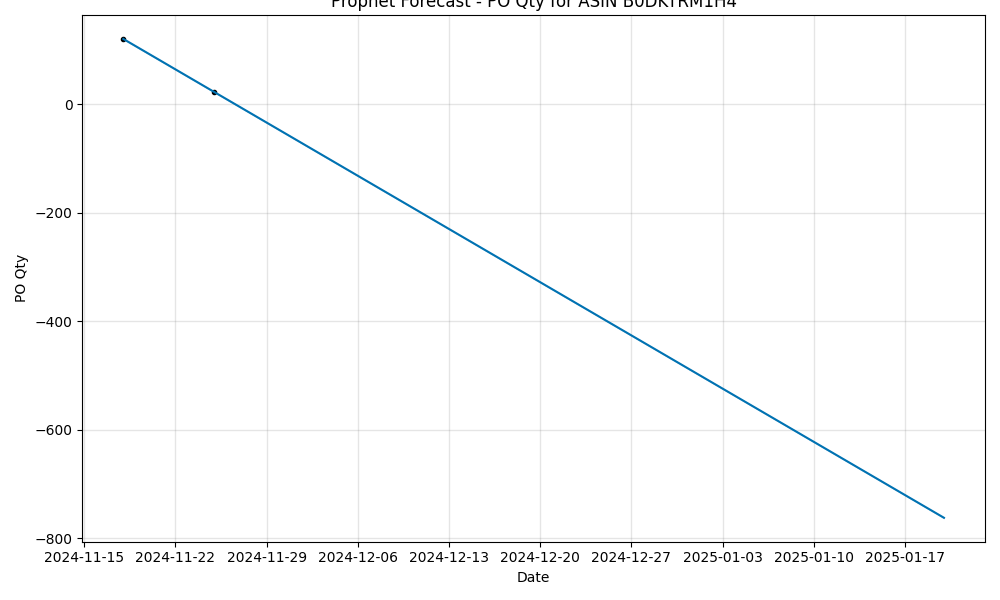 Prophet Forecast - PO Qty for ASIN B0DKTRM1H4
PO Qty
0
−200
−400
−600
−800
2024-11-15 2024-11-22 2024-11-29 2024-12-06 2024-12-13 2024-12-20 2024-12-27 2025-01-03 2025-01-10 2025-01-17
Date